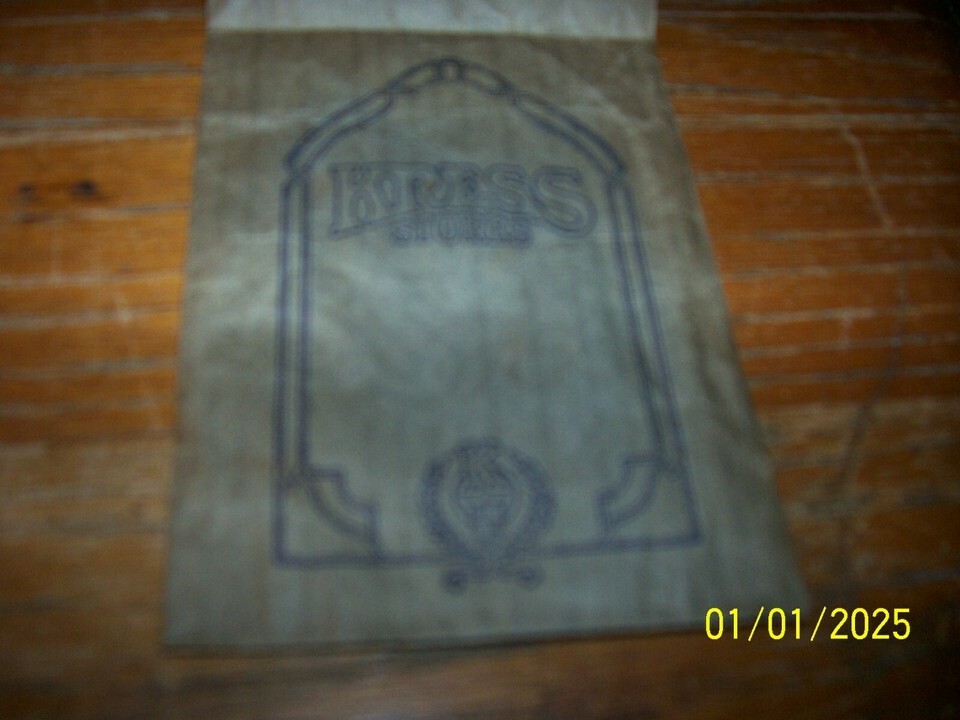 KRESS
STORES
K
01/01/2025